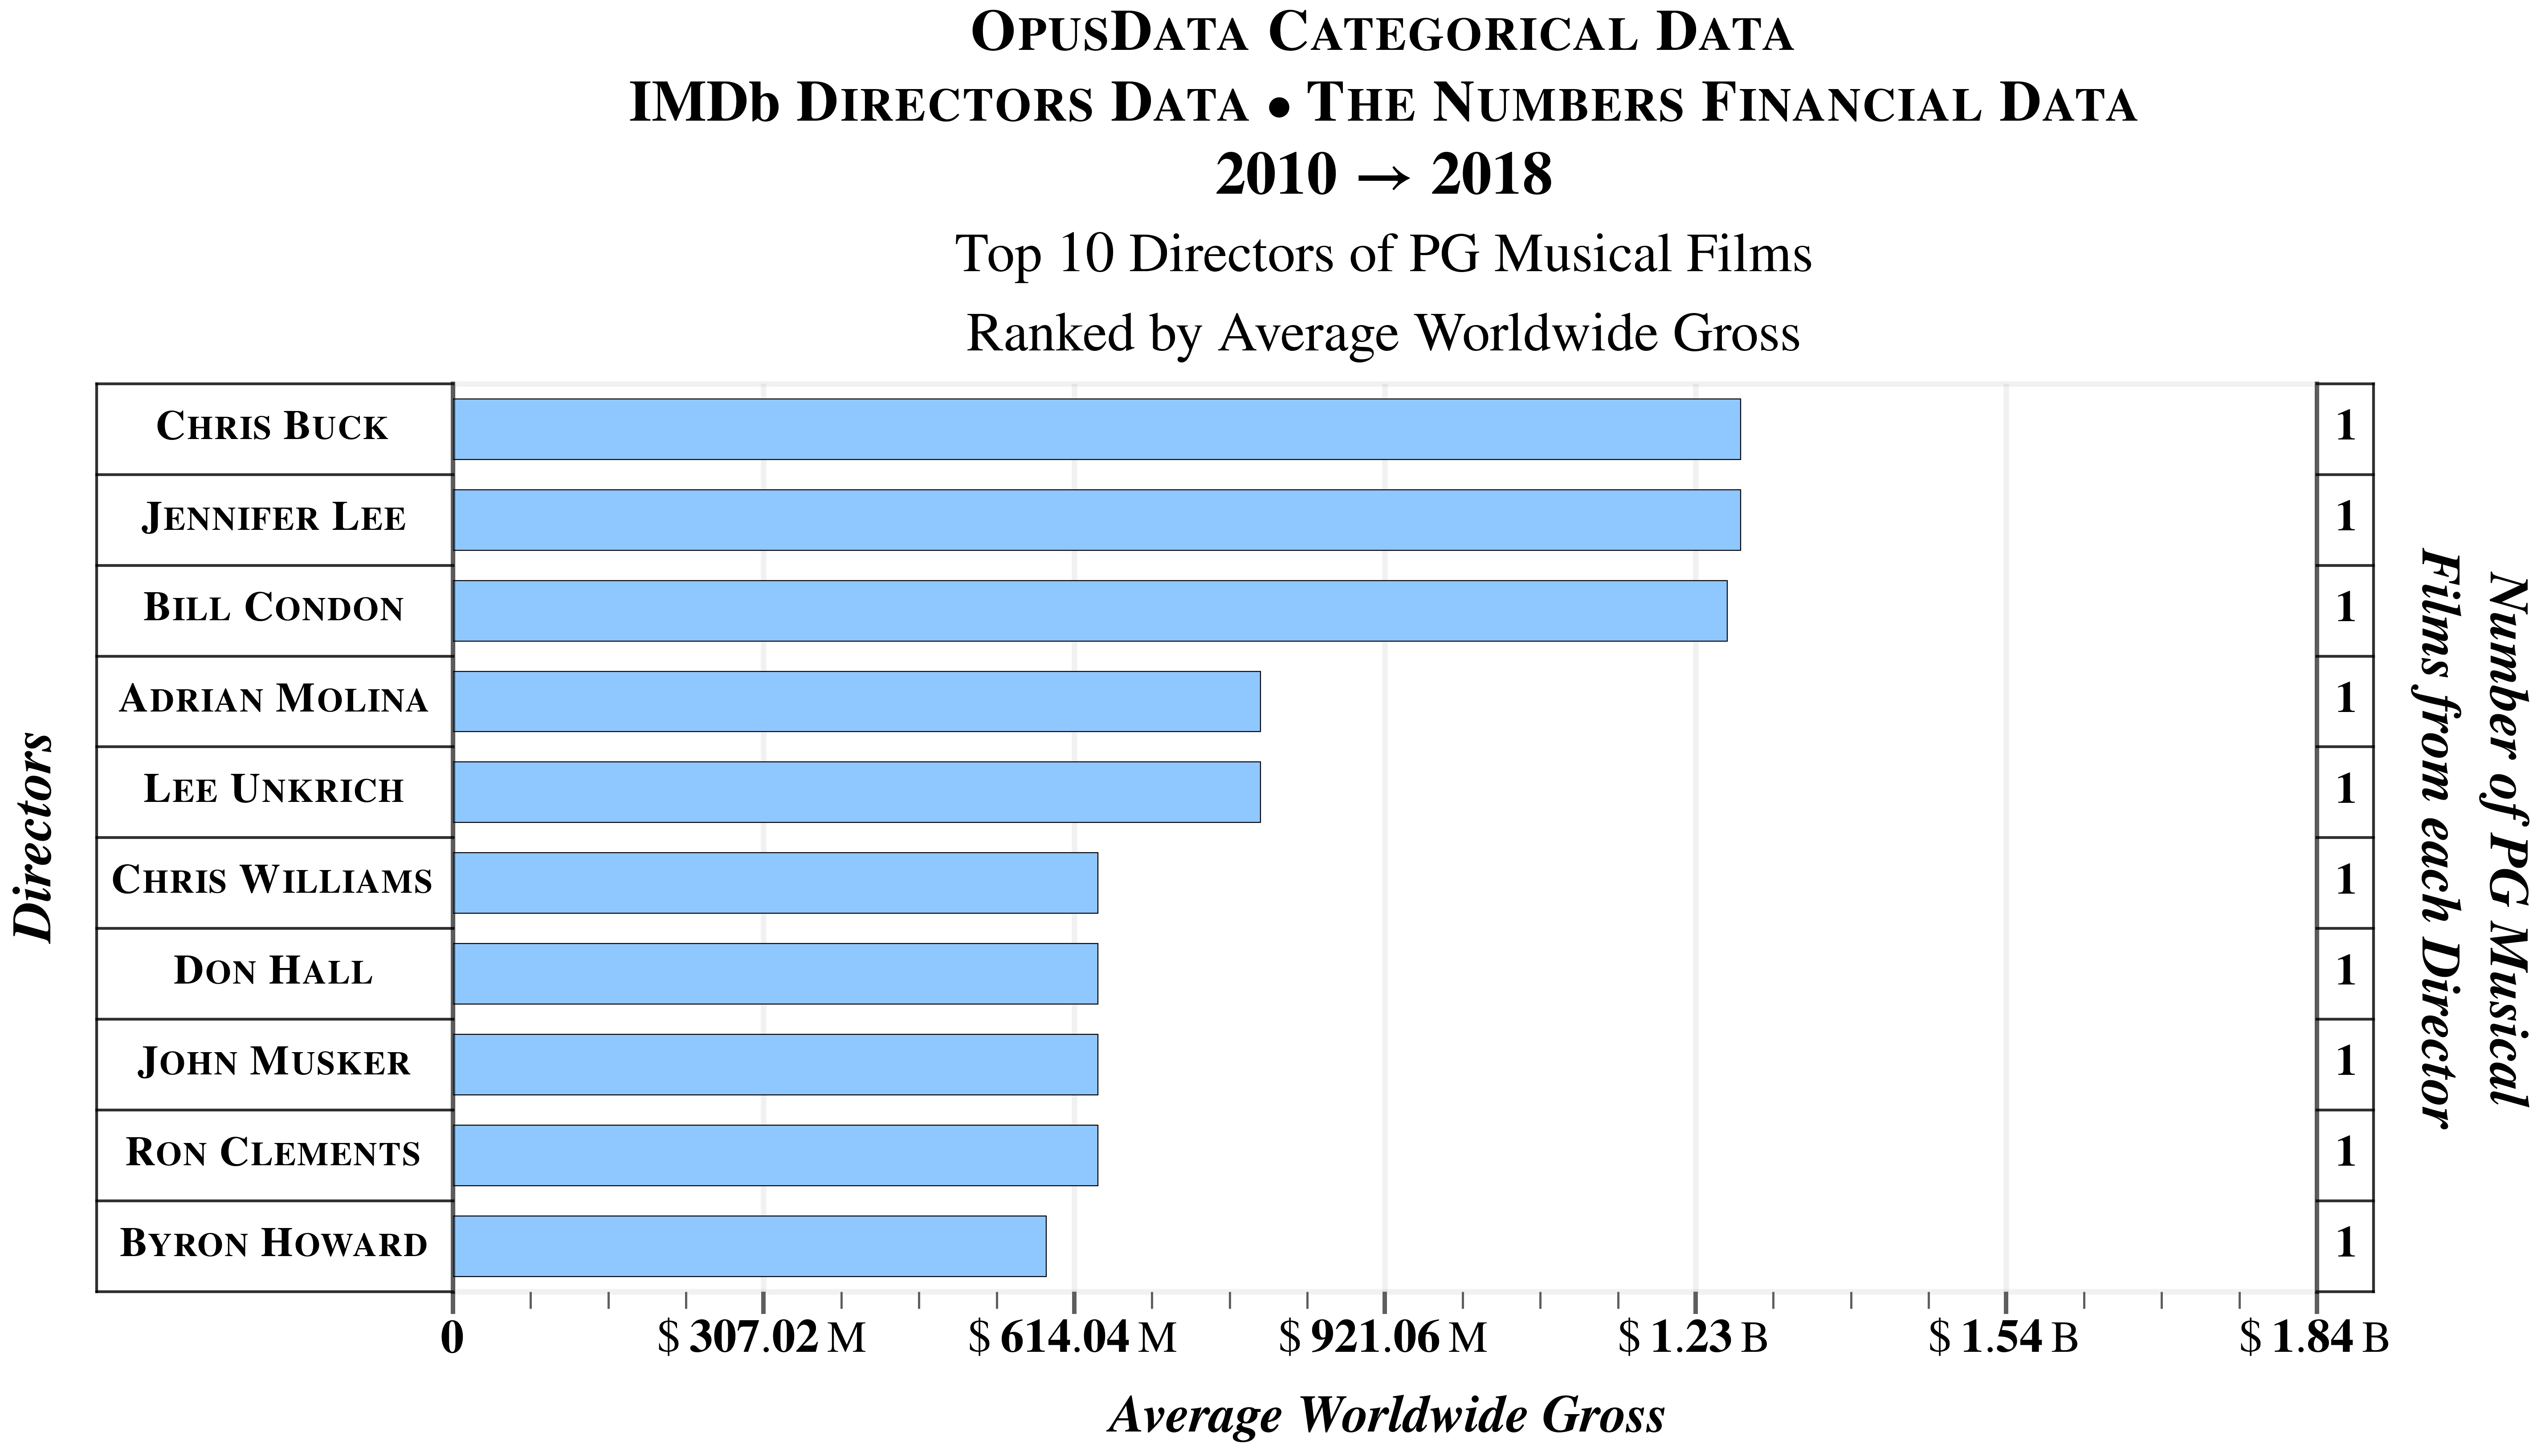 OpusData Categorical Data
IMDb Directors Data • The Numbers Financial Data
2010 → 2018
Top 10 Directors of PG Musical Films
Ranked by Average Worldwide Gross
Directors
Chris Buck 1
Jennifer Lee 1
Bill Condon 1
Adrian Molina 1
Lee Unkrich 1
Chris Williams 1
Don Hall 1
John Musker 1
Ron Clements 1
Byron Howard 1
Number of PG Musical
Films from each Director
0 $ 307.02 M $ 614.04 M $ 921.06 M $ 1.23 B $ 1.54 B $ 1.84 B
Average Worldwide Gross